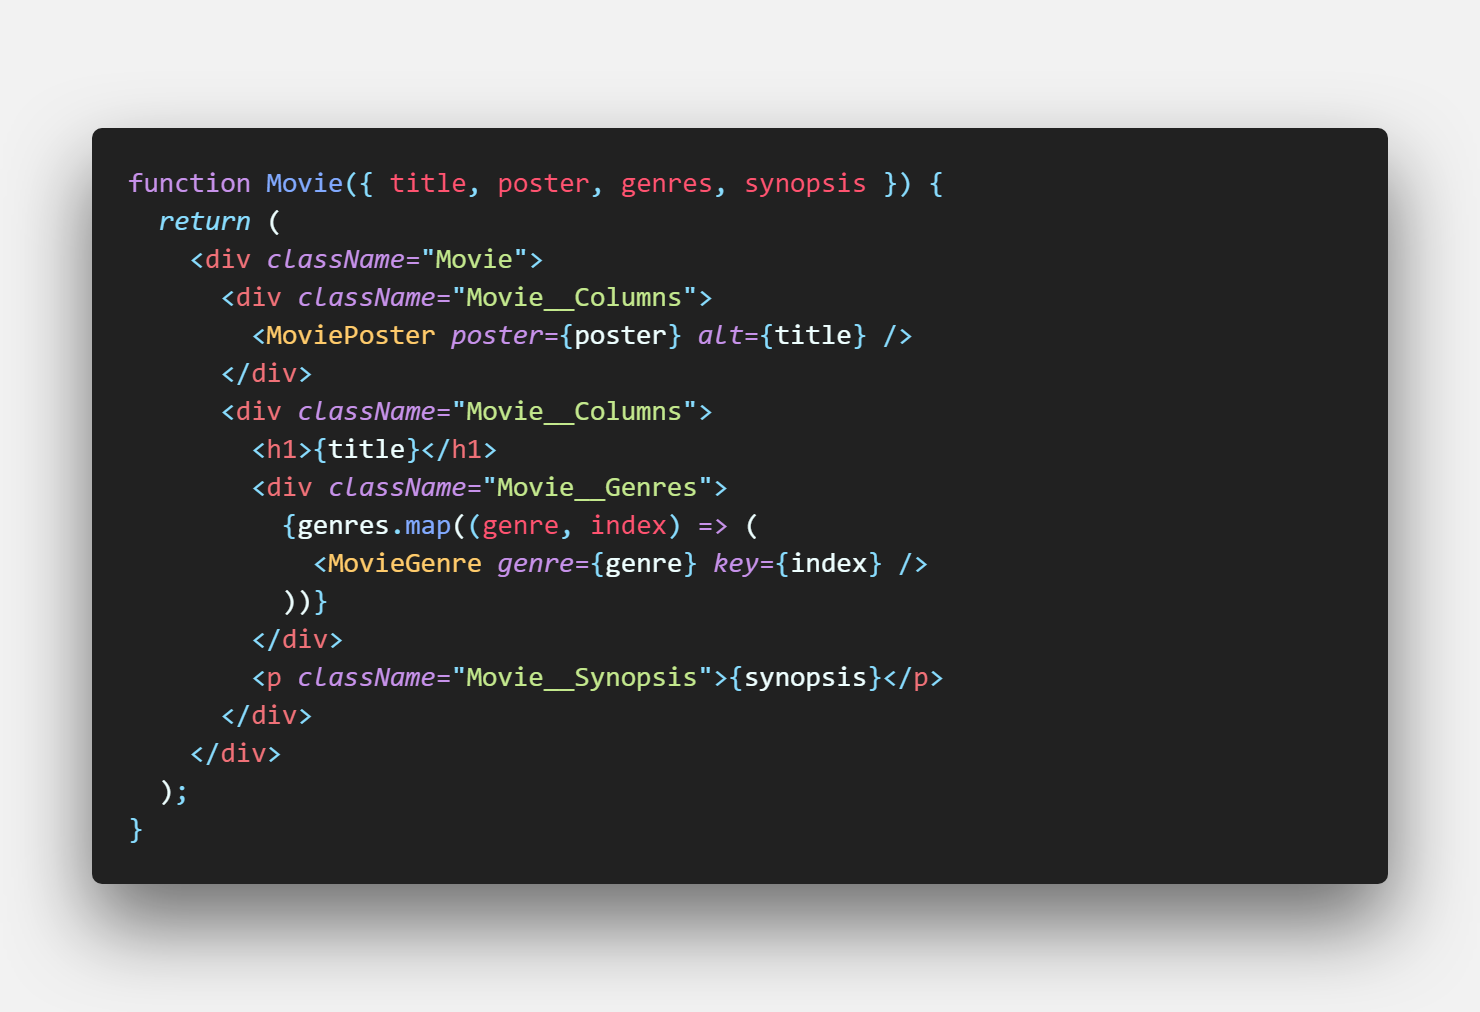 function Movie({ title, poster, genres, synopsis }) {
  return (
    <div className="Movie">
      <div className="Movie__Columns">
        <MoviePoster poster={poster} alt={title} />
      </div>
      <div className="Movie__Columns">
        <h1>{title}</h1>
        <div className="Movie__Genres">
          {genres.map((genre, index) => (
            <MovieGenre genre={genre} key={index} />
          ))}
        </div>
        <p className="Movie__Synopsis">{synopsis}</p>
      </div>
    </div>
  );
}